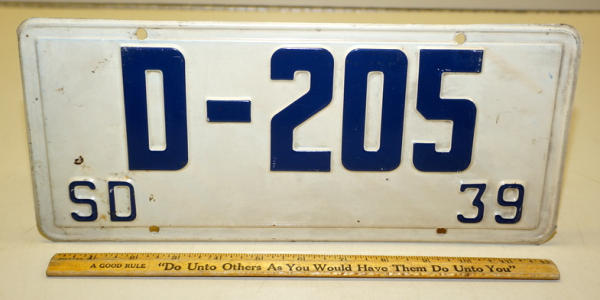 D-205
SD 39
A GOOD RULE "Do Unto Others As You Would Have Them Do Unto You"